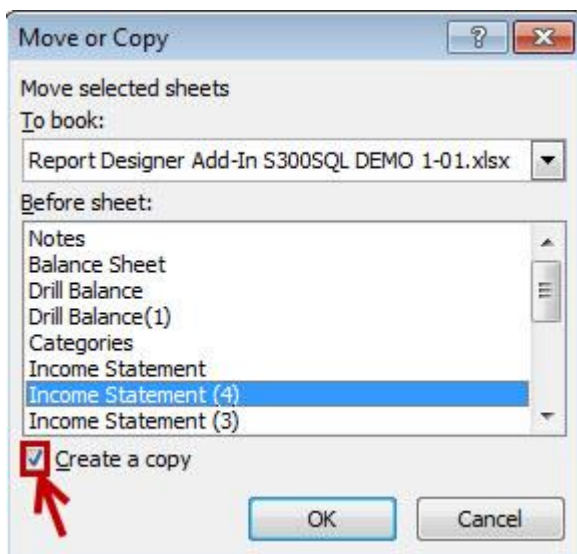 Move or Copy
Move selected sheets
To book:
Report Designer Add-In S300SQL DEMO 1-01.xlsx
Before sheet:
Notes
Balance Sheet
Drill Balance
Drill Balance(1)
Categories
Income Statement
Income Statement (4)
Income Statement (3)
Create a copy
OK Cancel